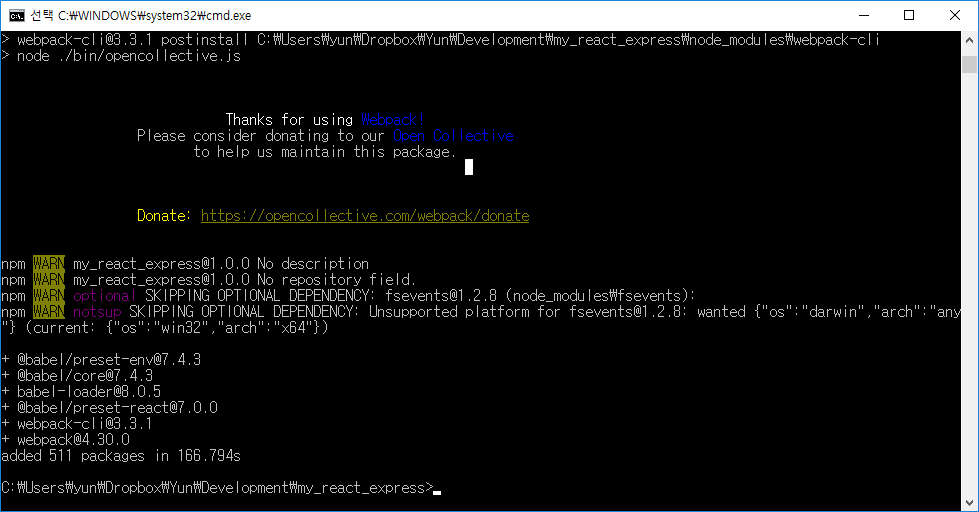 선택 C:₩WINDOWS₩system32₩cmd.exe
> webpack-cli@3.3.1 postinstall C:₩Users₩yun₩Dropbox₩Yun₩Development₩my_react_express₩node_modules₩webpack-cli
> node ./bin/opencollective.js
Thanks for using Webpack!
Please consider donating to our Open Collective
to help us maintain this package.
Donate: https://opencollective.com/webpack/donate
npm WARN my_react_express@1.0.0 No description
npm WARN my_react_express@1.0.0 No repository field.
npm WARN optional SKIPPING OPTIONAL DEPENDENCY: fsevents@1.2.8 (node_modules₩fsevents):
npm WARN notsup SKIPPING OPTIONAL DEPENDENCY: Unsupported platform for fsevents@1.2.8: wanted {"os":"darwin","arch":"any
"} (current: {"os":"win32","arch":"x64"})
+ @babel/preset-env@7.4.3
+ @babel/core@7.4.3
+ babel-loader@8.0.5
+ @babel/preset-react@7.0.0
+ webpack-cli@3.3.1
+ webpack@4.30.0
added 511 packages in 166.794s
C:₩Users₩yun₩Dropbox₩Yun₩Development₩my_react_express>